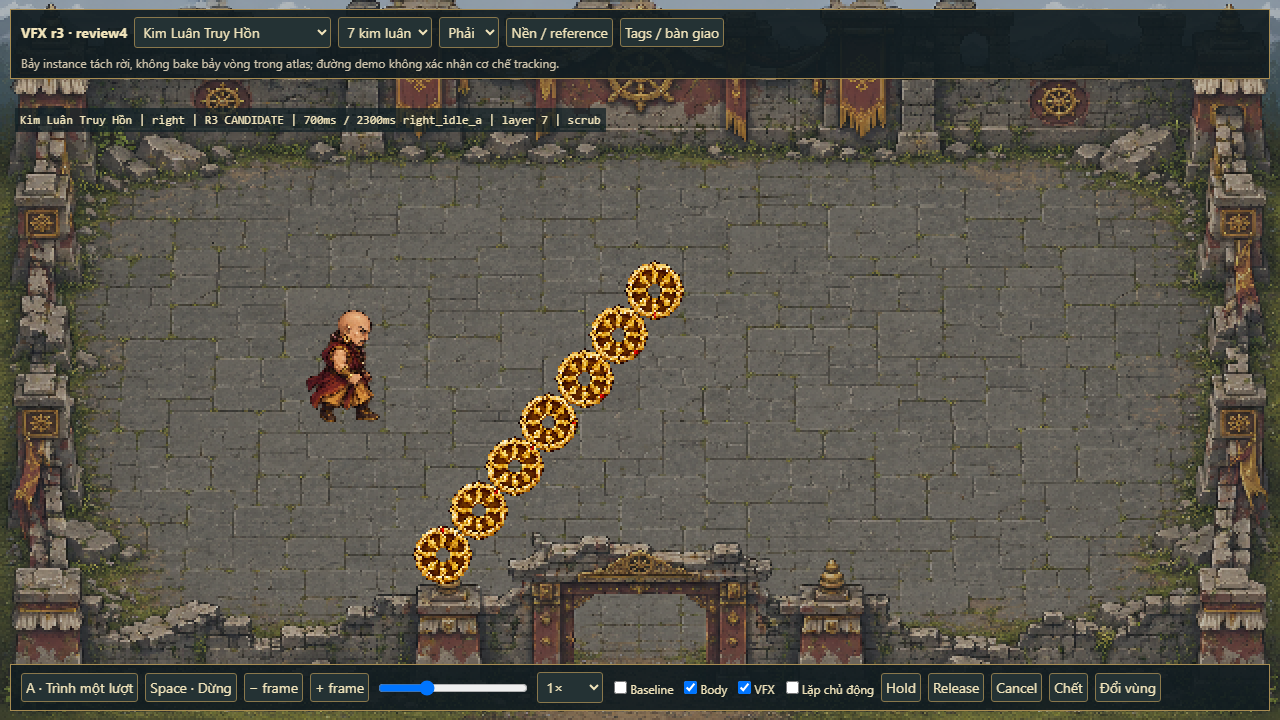 VFX r3 · review4 Kim Luân Truy Hồn 7 kim luân Phải Nền / reference Tags / bàn giao
Bảy instance tách rời, không bake bảy vòng trong atlas; đường demo không xác nhận cơ chế tracking.
Kim Luân Truy Hồn | right | R3 CANDIDATE | 700ms / 2300ms right_idle_a | layer 7 | scrub
A · Trình một lượt Space · Dừng − frame + frame 1× Baseline Body VFX Lặp chủ động Hold Release Cancel Chết Đổi vùng